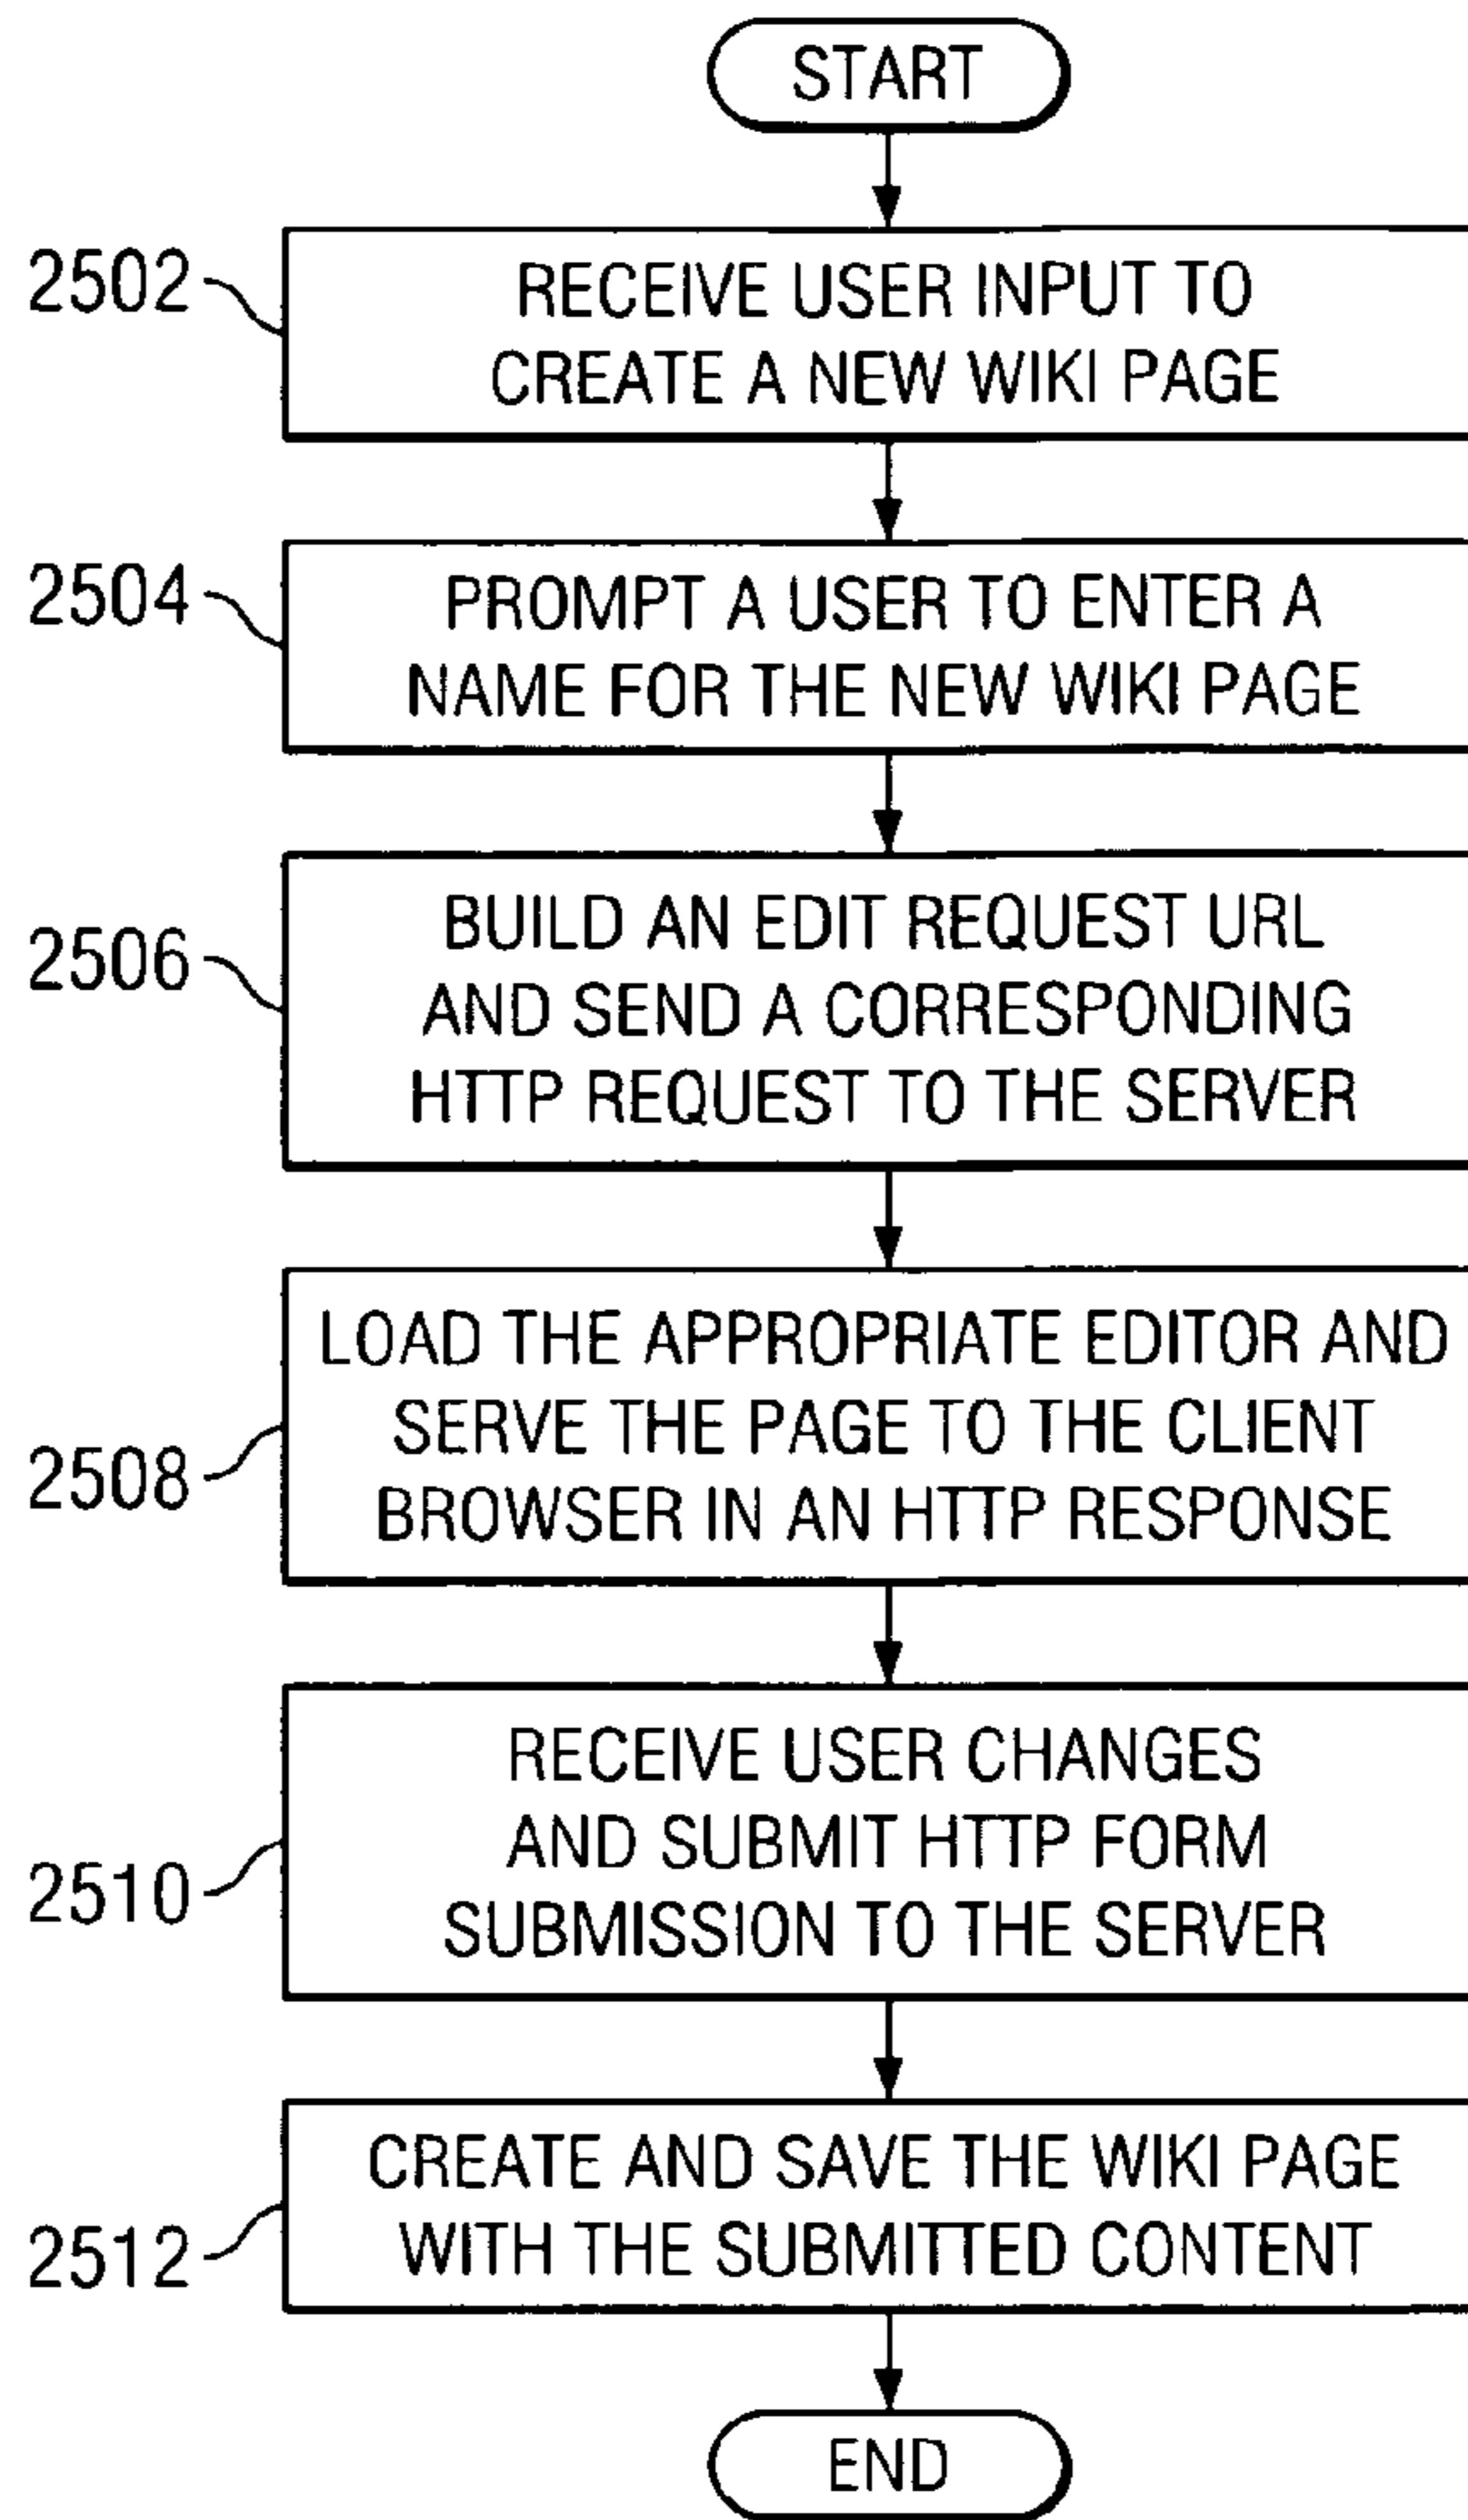 START
2502
RECEIVE USER INPUT TO
CREATE A NEW WIKI PAGE
2504
PROMPT A USER TO ENTER A
NAME FOR THE NEW WIKI PAGE
2506
BUILD AN EDIT REQUEST URL
AND SEND A CORRESPONDING
HTTP REQUEST TO THE SERVER
2508
LOAD THE APPROPRIATE EDITOR AND
SERVE THE PAGE TO THE CLIENT
BROWSER IN AN HTTP RESPONSE
2510
RECEIVE USER CHANGES
AND SUBMIT HTTP FORM
SUBMISSION TO THE SERVER
2512
CREATE AND SAVE THE WIKI PAGE
WITH THE SUBMITTED CONTENT
END